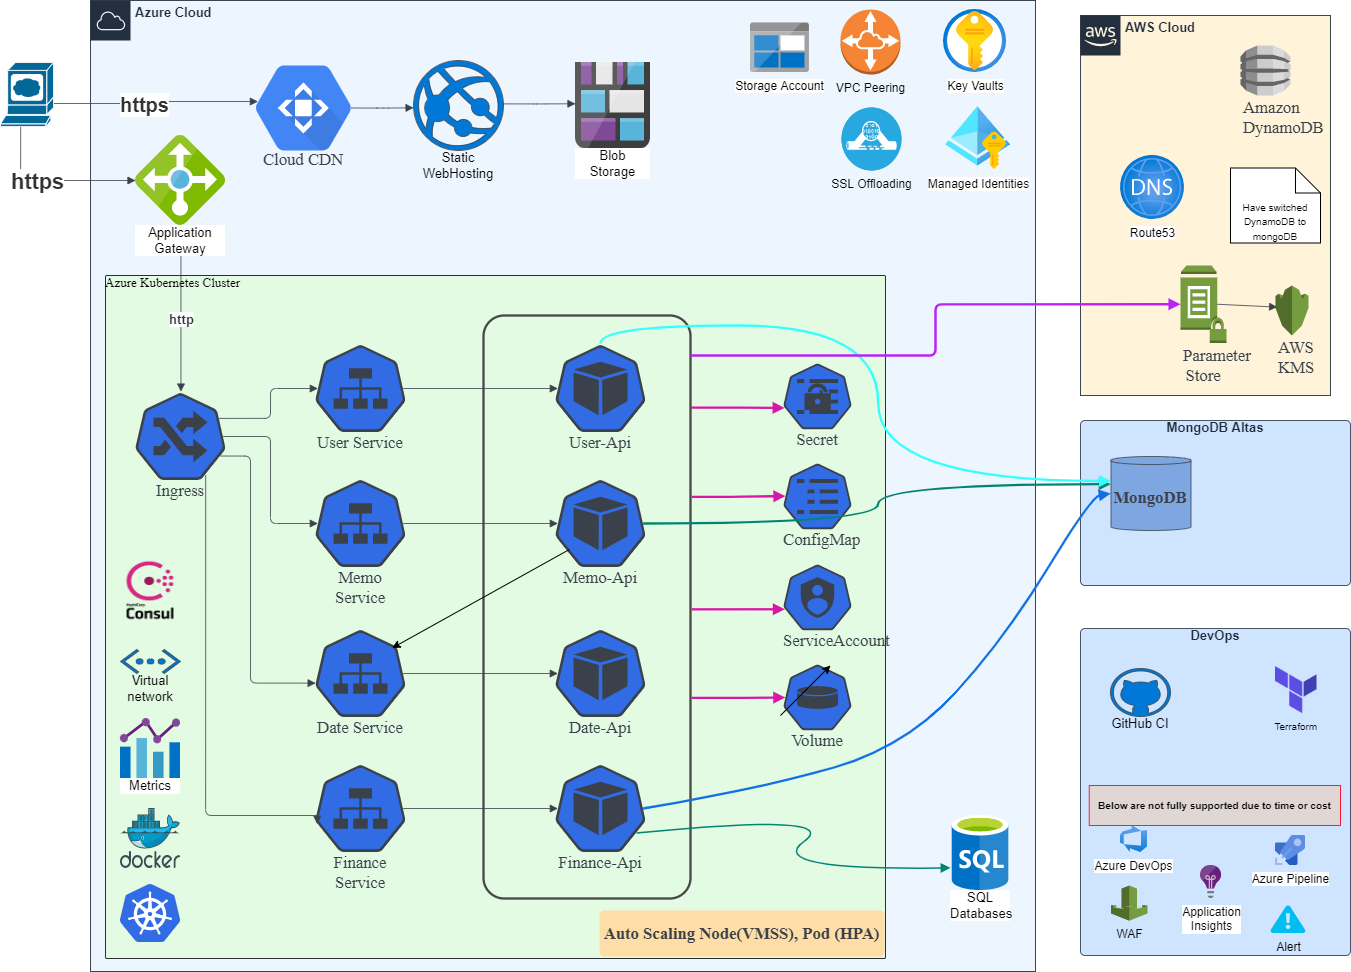 Azure Cloud
https
Cloud CDN
Static
WebHosting
Blob
Storage
Storage Account
VPC Peering
Key Vaults
SSL Offloading
Managed Identities
https
Application
Gateway
http
Azure Kubernetes Cluster
Ingress
User Service
Memo
Service
Date Service
Finance
Service
User-Api
Memo-Api
Date-Api
Finance-Api
Secret
ConfigMap
ServiceAccount
Volume
HashiCorp
Consul
Virtual
network
Metrics
docker
Auto Scaling Node(VMSS), Pod (HPA)
SQL
SQL
Databases
aws
AWS Cloud
Amazon
DynamoDB
DNS
Route53
Have switched
DynamoDB to
mongoDB
Parameter
Store
AWS
KMS
MongoDB Altas
MongoDB
DevOps
GitHub CI
Terraform
Below are not fully supported due to time or cost
Azure DevOps
Azure Pipeline
WAF
Application
Insights
Alert